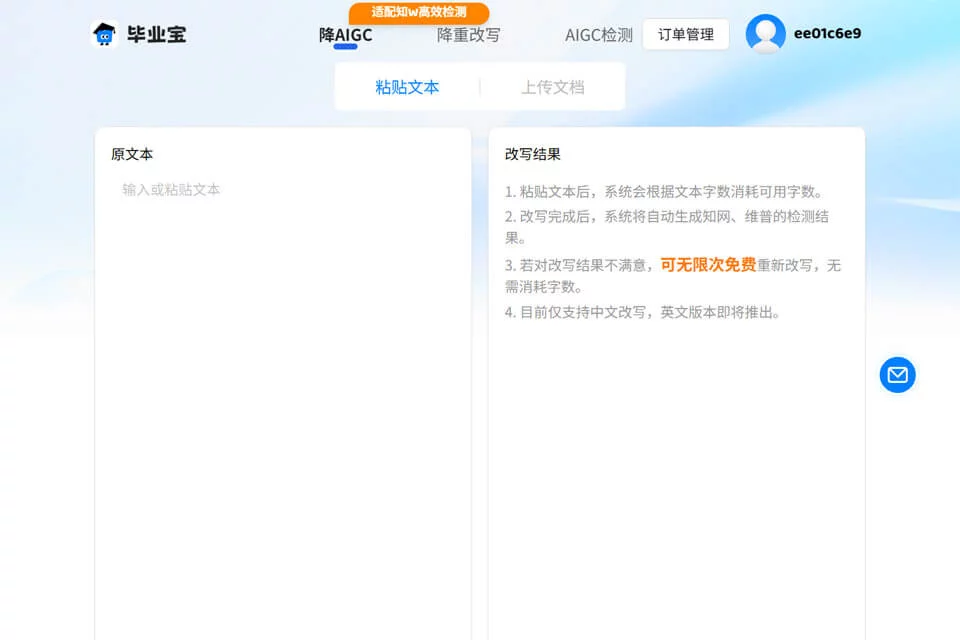 适配知w高效检测
毕业宝
降AIGC
降重改写
AIGC检测
订单管理
ee01c6e9
粘贴文本
上传文档
原文本
输入或粘贴文本
改写结果
1. 粘贴文本后，系统会根据文本字数消耗可用字数。
2. 改写完成后，系统将自动生成知网、维普的检测结
果。
3. 若对改写结果不满意，可无限次免费重新改写，无
需消耗字数。
4. 目前仅支持中文改写，英文版本即将推出。